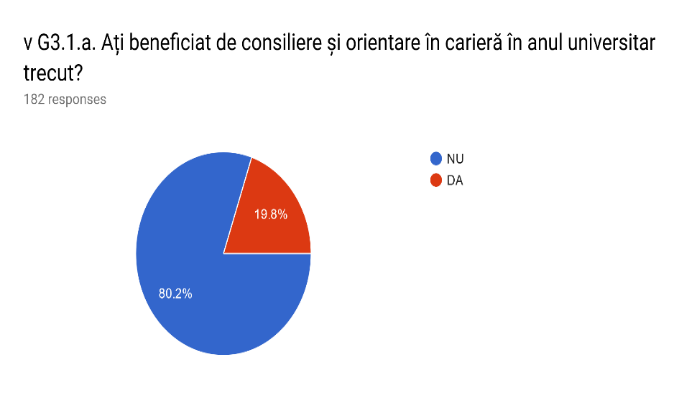 v G3.1.a. Ați beneficiat de consiliere și orientare în carieră în anul universitar
trecut?
182 responses
NU
DA
19.8%
80.2%